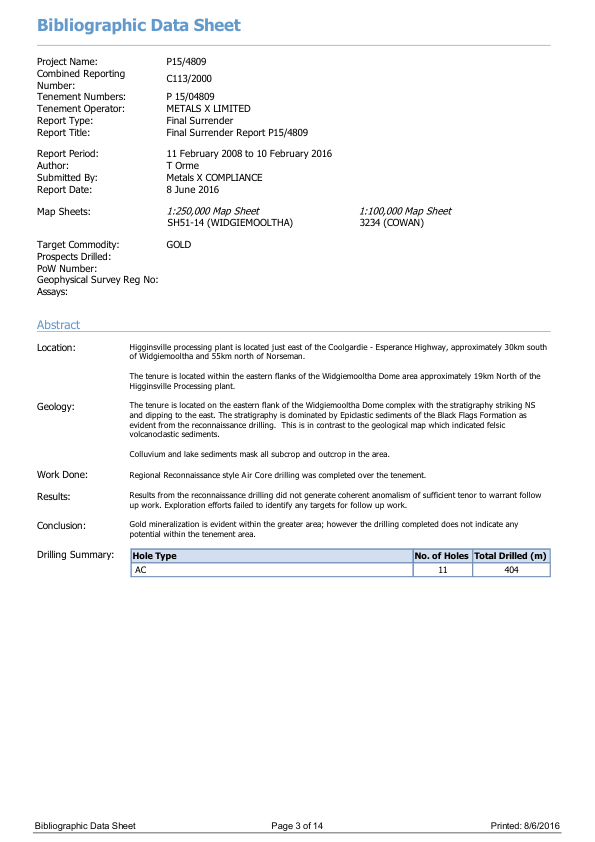 Bibliographic Data Sheet
Project Name: P15/4809
Combined Reporting Number: C113/2000
Tenement Numbers: P 15/04809
Tenement Operator: METALS X LIMITED
Report Type: Final Surrender
Report Title: Final Surrender Report P15/4809
Report Period: 11 February 2008 to 10 February 2016
Author: T Orme
Submitted By: Metals X COMPLIANCE
Report Date: 8 June 2016
Map Sheets: 1:250,000 Map Sheet 1:100,000 Map Sheet
SH51-14 (WIDGIEMOOLTHA) 3234 (COWAN)
Target Commodity: GOLD
Prospects Drilled:
PoW Number:
Geophysical Survey Reg No:
Assays:
Abstract
Location: Higginsville processing plant is located just east of the Coolgardie - Esperance Highway, approximately 30km south
of Widgiemooltha and 55km north of Norseman.
The tenure is located within the eastern flanks of the Widgiemooltha Dome area approximately 19km North of the
Higginsville Processing plant.
Geology: The tenure is located on the eastern flank of the Widgiemooltha Dome complex with the stratigraphy striking NS
and dipping to the east. The stratigraphy is dominated by Epiclastic sediments of the Black Flags Formation as
evident from the reconnaissance drilling. This is in contrast to the geological map which indicated felsic
volcanoclastic sediments.
Colluvium and lake sediments mask all subcrop and outcrop in the area.
Work Done: Regional Reconnaissance style Air Core drilling was completed over the tenement.
Results: Results from the reconnaissance drilling did not generate coherent anomalism of sufficient tenor to warrant follow
up work. Exploration efforts failed to identify any targets for follow up work.
Conclusion: Gold mineralization is evident within the greater area; however the drilling completed does not indicate any
potential within the tenement area.
Drilling Summary: Hole Type No. of Holes Total Drilled (m)
AC 11 404
Bibliographic Data Sheet Page 3 of 14 Printed: 8/6/2016